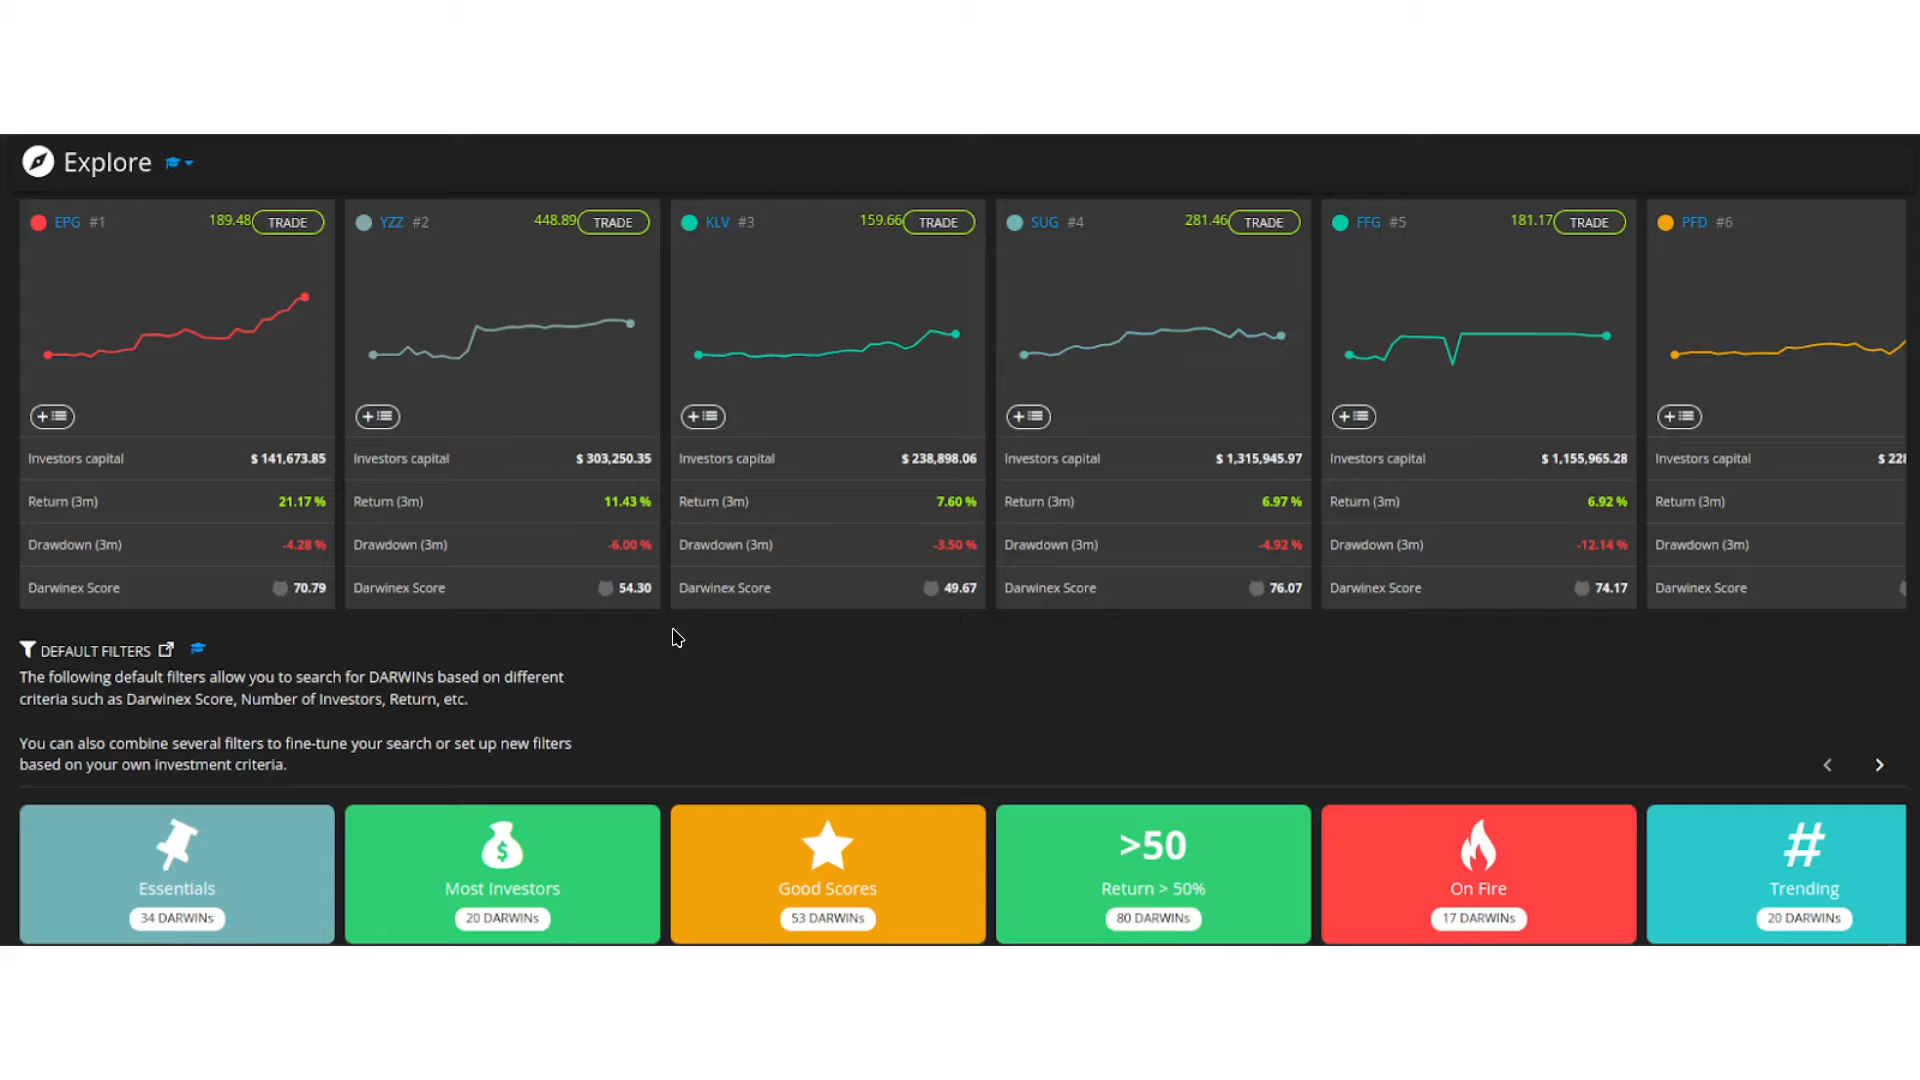 Explore
EPG #1 189.48 TRADE
YZZ #2 448.89 TRADE
KLV #3 159.66 TRADE
SUG #4 281.46 TRADE
FFG #5 181.17 TRADE
PFD #6
Investors capital $ 141,673.85
Return (3m) 21.17 %
Drawdown (3m) -4.28 %
Darwinex Score 70.79
Investors capital $ 303,250.35
Return (3m) 11.43 %
Drawdown (3m) -6.00 %
Darwinex Score 54.30
Investors capital $ 238,898.06
Return (3m) 7.60 %
Drawdown (3m) -3.50 %
Darwinex Score 49.67
Investors capital $ 1,315,945.97
Return (3m) 6.97 %
Drawdown (3m) -4.92 %
Darwinex Score 76.07
Investors capital $ 1,155,965.28
Return (3m) 6.92 %
Drawdown (3m) -12.14 %
Darwinex Score 74.17
Investors capital $
Return (3m)
Drawdown (3m)
Darwinex Score
DEFAULT FILTERS
The following default filters allow you to search for DARWINs based on different
criteria such as Darwinex Score, Number of Investors, Return, etc.
You can also combine several filters to fine-tune your search or set up new filters
based on your own investment criteria.
Essentials
34 DARWINs
$
Most Investors
20 DARWINs
Good Scores
53 DARWINs
>50
Return > 50%
80 DARWINs
On Fire
17 DARWINs
#
Trending
20 DARWINs